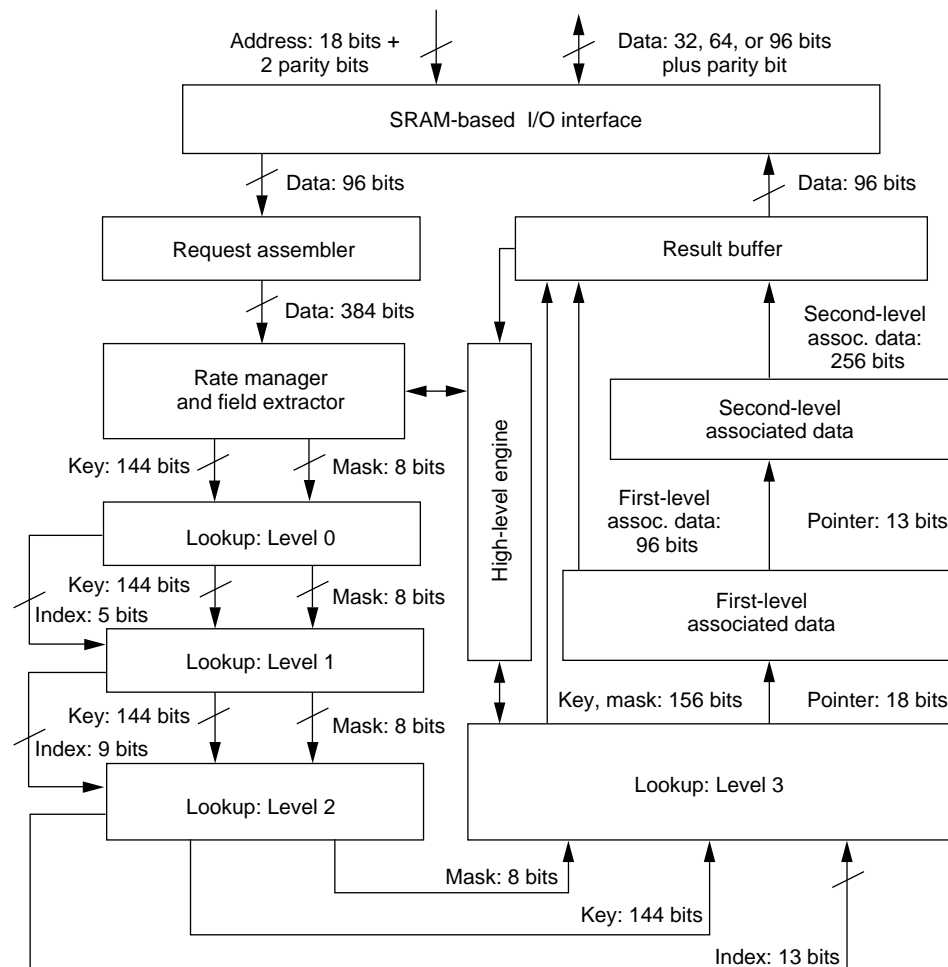 Address: 18 bits +
2 parity bits
Data: 32, 64, or 96 bits
plus parity bit
SRAM-based I/O interface
Data: 96 bits
Data: 96 bits
Request assembler
Result buffer
Data: 384 bits
Second-level
assoc. data:
256 bits
Rate manager
and field extractor
High-level engine
Second-level
associated data
Key: 144 bits
Mask: 8 bits
First-level
assoc. data:
96 bits
Pointer: 13 bits
Lookup: Level 0
Key: 144 bits
Mask: 8 bits
Index: 5 bits
First-level
associated data
Lookup: Level 1
Key: 144 bits
Mask: 8 bits
Index: 9 bits
Key, mask: 156 bits
Pointer: 18 bits
Lookup: Level 2
Lookup: Level 3
Mask: 8 bits
Key: 144 bits
Index: 13 bits